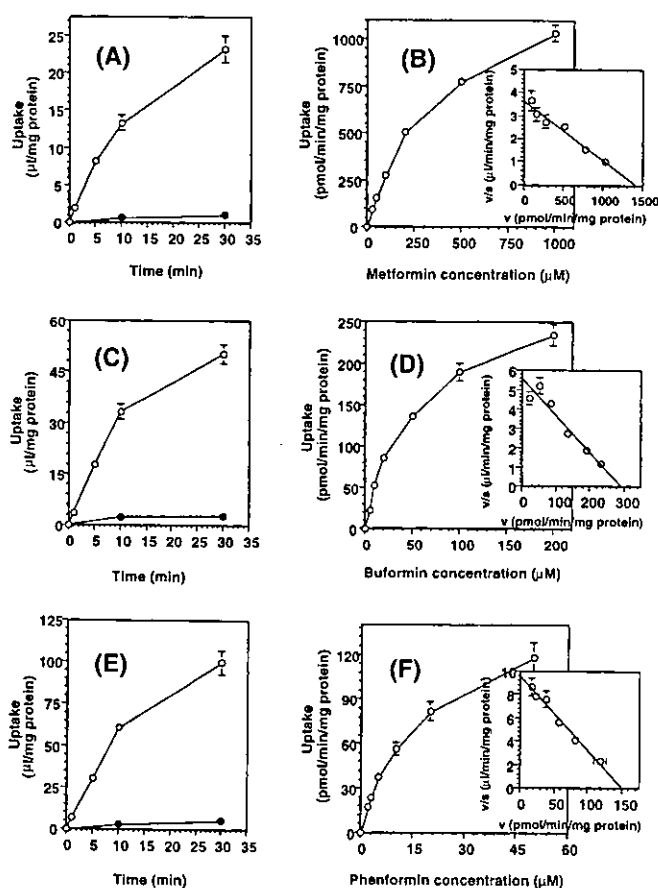 (A)
Uptake
(µl/mg protein)
25
20
15
10
5
0
0 5 10 15 20 25 30 35
Time (min)
(B)
Uptake
(pmol/min/mg protein)
1000
750
500
250
0
0 250 500 750 1000
Metformin concentration (µM)
v/s (µl/min/mg protein)
5
4
3
2
1
0
0 500 1000 1500
v (pmol/min/mg protein)
(C)
Uptake
(µl/mg protein)
60
45
30
15
0
0 5 10 15 20 25 30 35
Time (min)
(D)
Uptake
(pmol/min/mg protein)
250
200
150
100
50
0
0 50 100 150 200
Buformin concentration (µM)
v/s (µl/min/mg protein)
6
5
4
3
2
1
0
0 100 200 300
v (pmol/min/mg protein)
(E)
Uptake
(µl/mg protein)
125
100
75
50
25
0
0 5 10 15 20 25 30 35
Time (min)
(F)
Uptake
(pmol/min/mg protein)
120
90
60
30
0
0 15 30 45 60
Phenformin concentration (µM)
v/s (µl/min/mg protein)
10
8
6
4
2
0
0 50 100 150
v (pmol/min/mg protein)